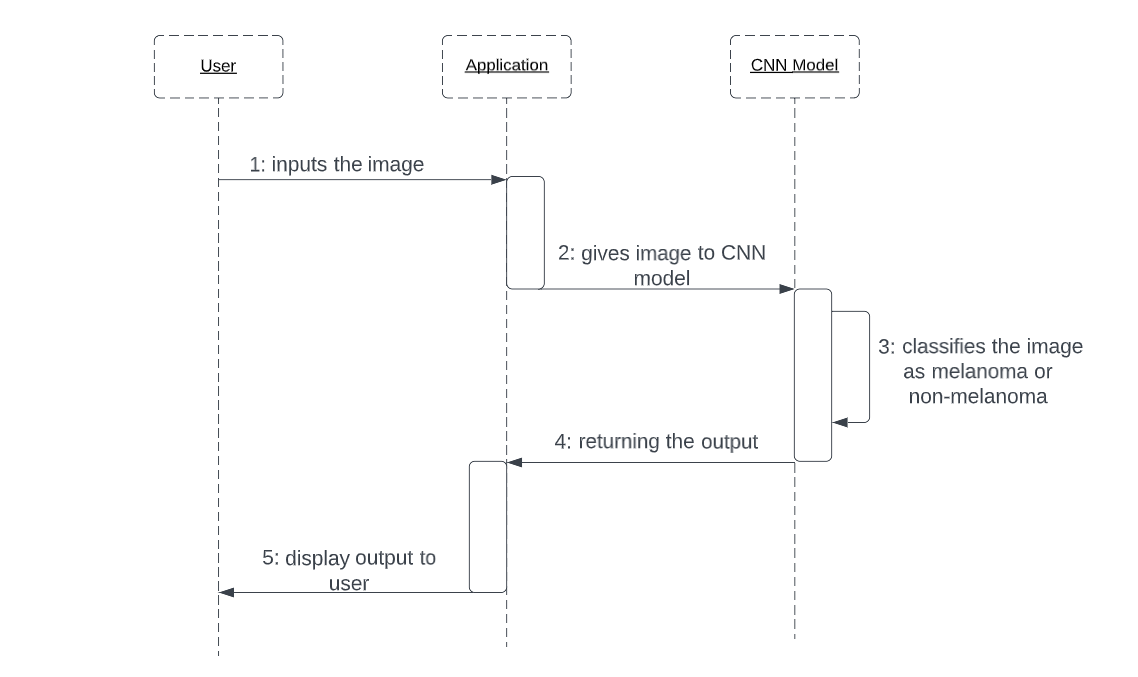 User
Application
CNN Model
1: inputs the image
2: gives image to CNN
model
3: classifies the image
as melanoma or
non-melanoma
4: returning the output
5: display output to
user